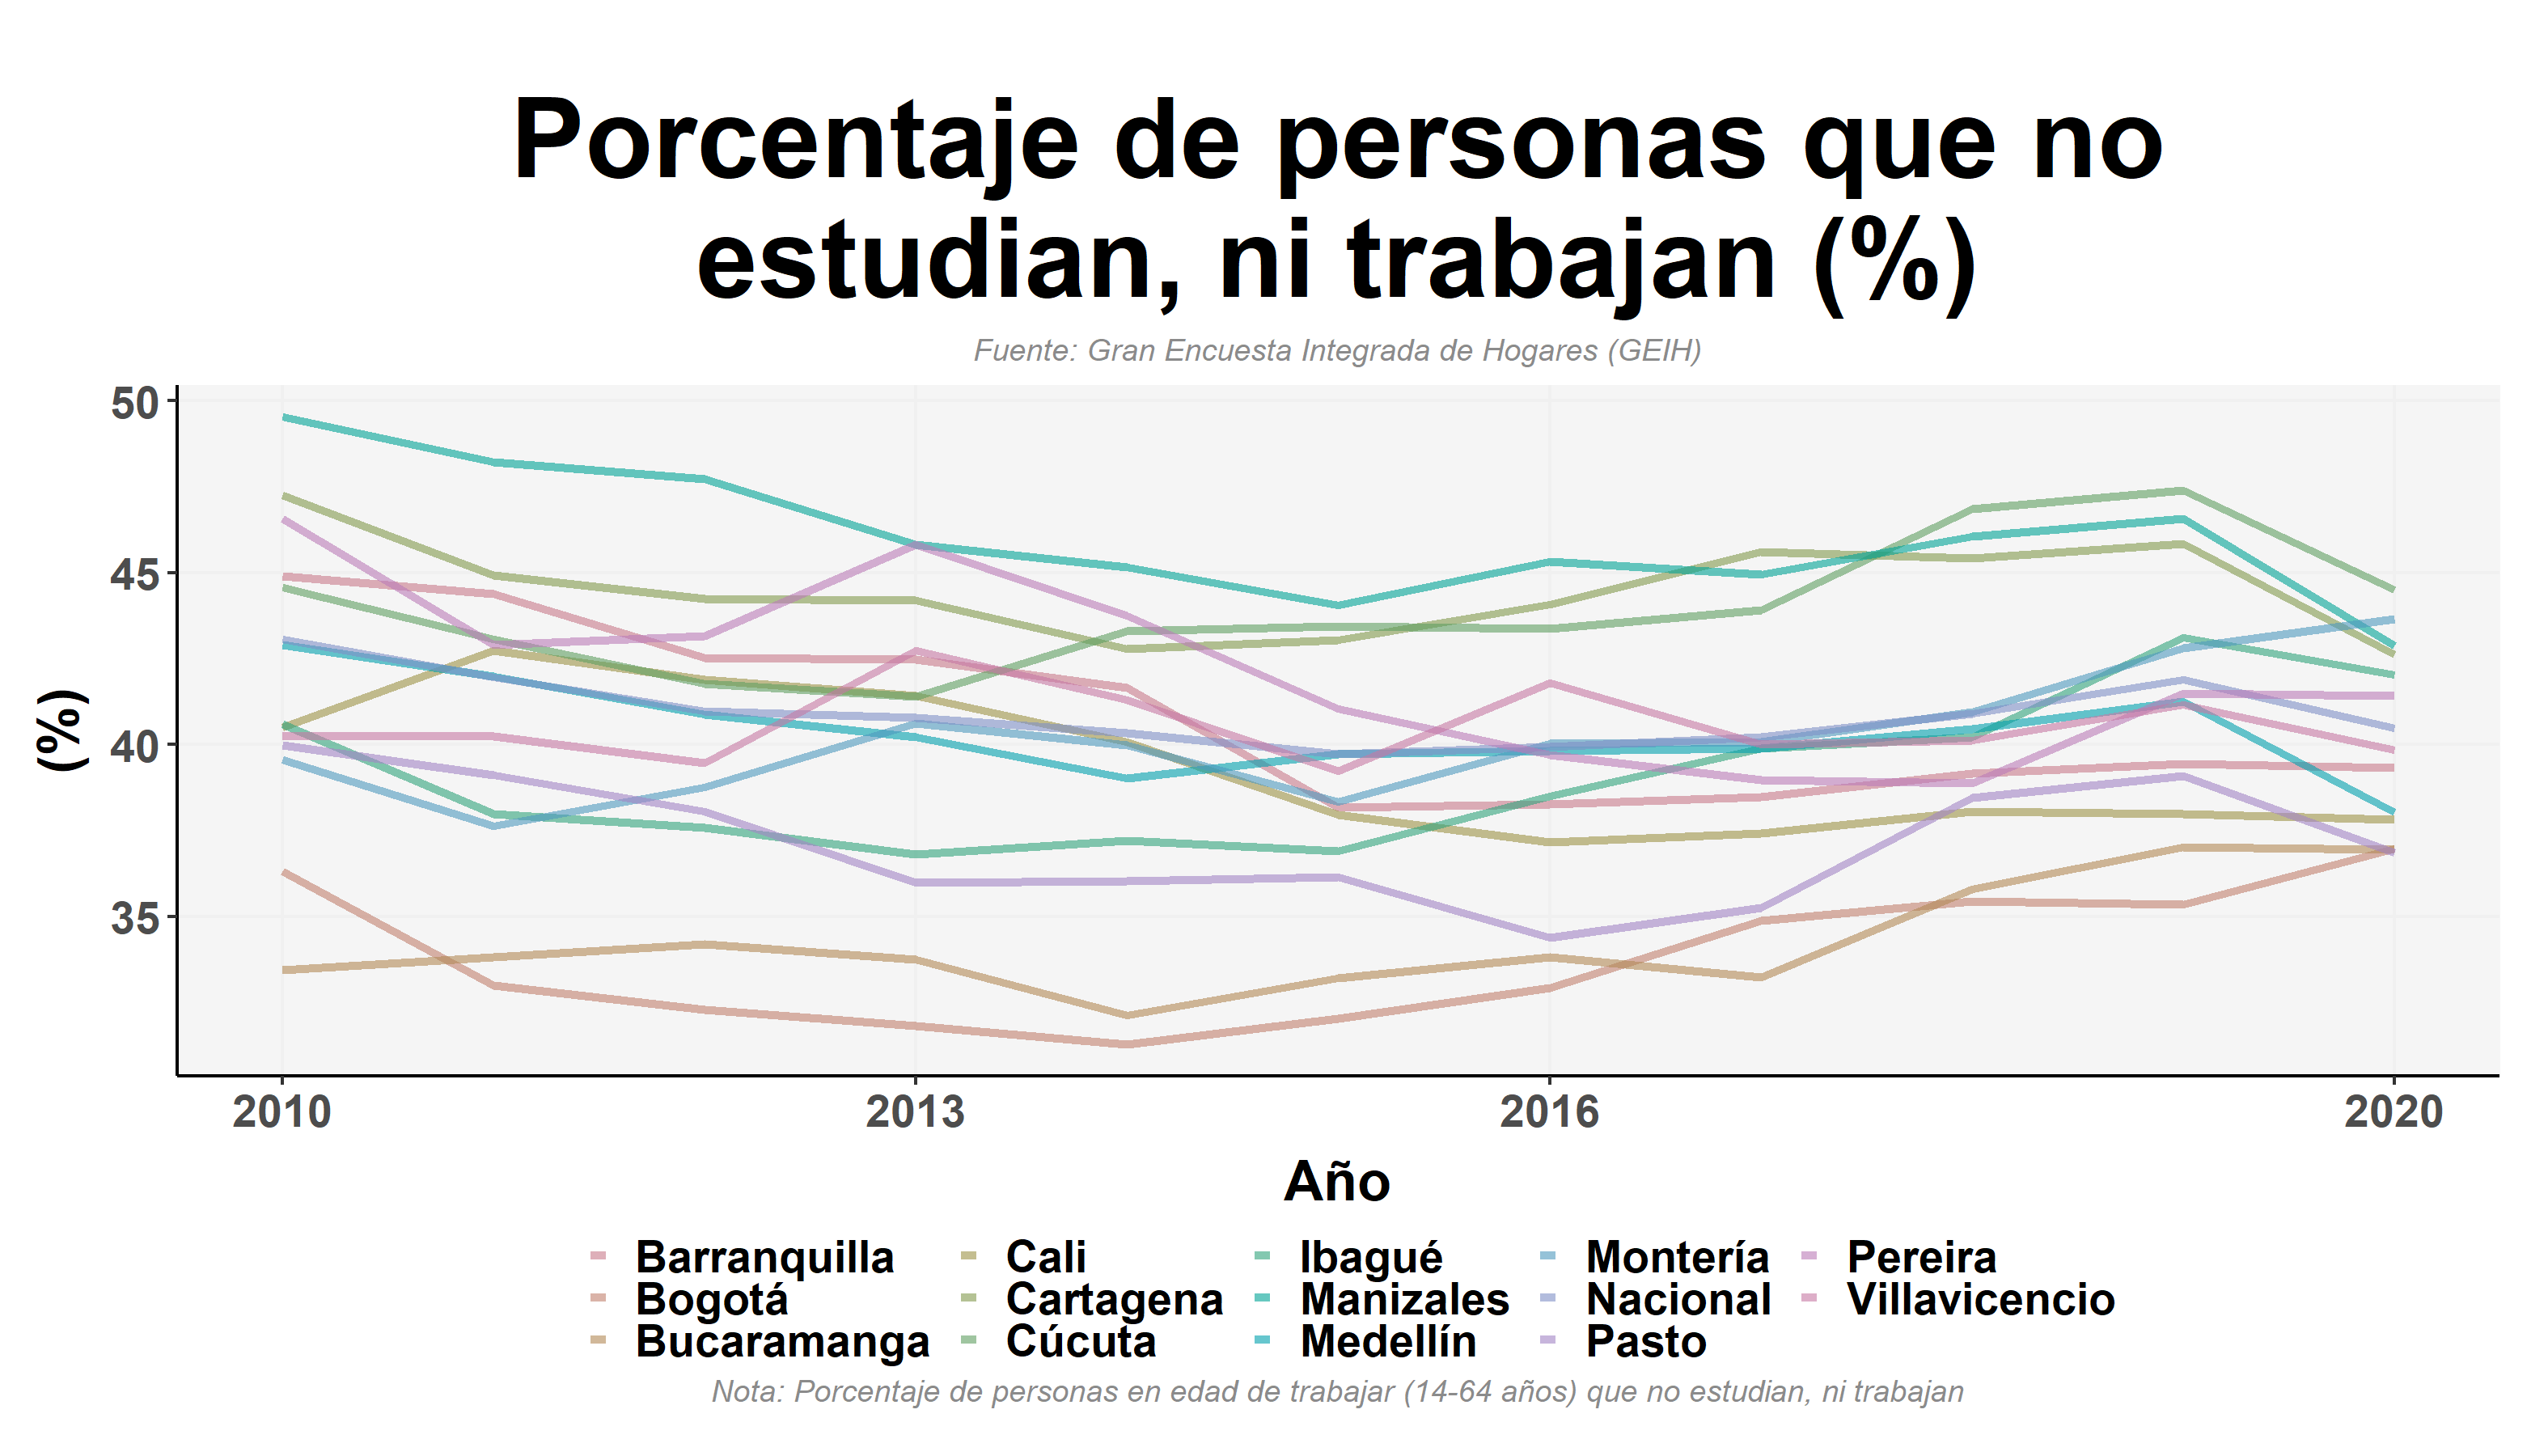 Porcentaje de personas que no
estudian, ni trabajan (%)
Fuente: Gran Encuesta Integrada de Hogares (GEIH)
50
45
40
35
(%)
2010 2013 2016 2020
Año
Barranquilla Cali Ibagué Montería Pereira
Bogotá Cartagena Manizales Nacional Villavicencio
Bucaramanga Cúcuta Medellín Pasto
Nota: Porcentaje de personas en edad de trabajar (14-64 años) que no estudian, ni trabajan